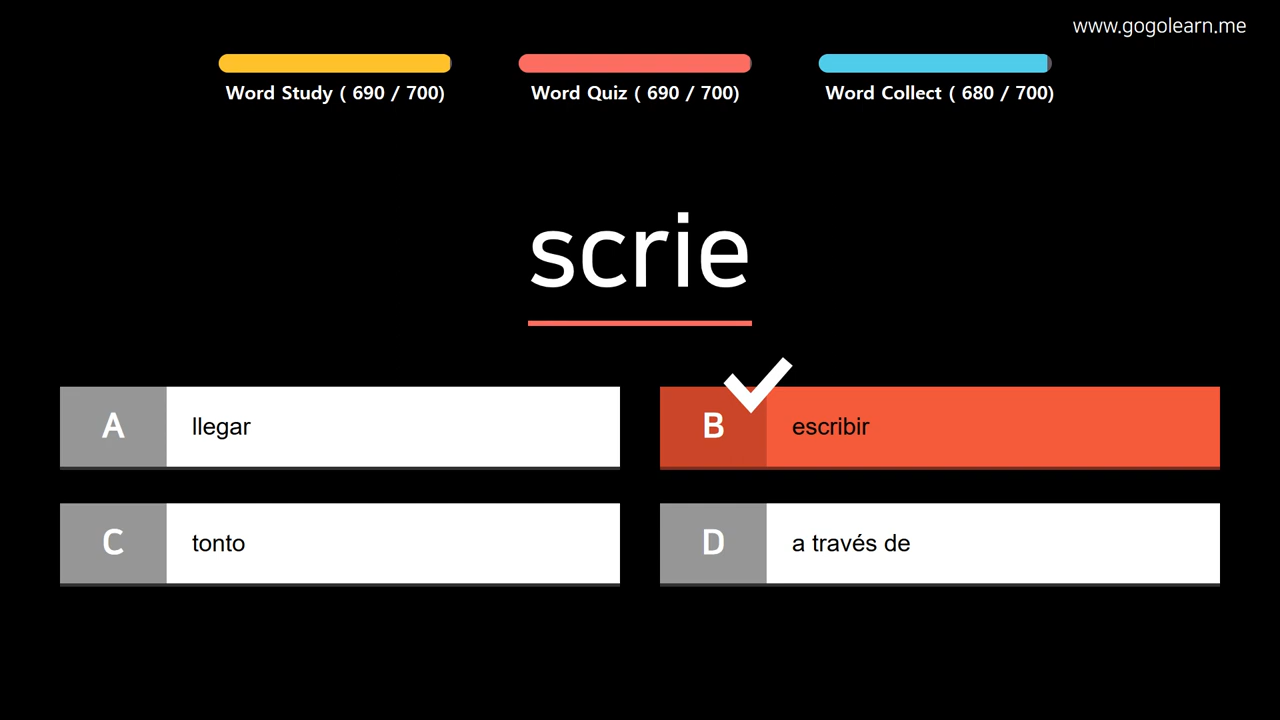 www.gogolearn.me
Word Study ( 690 / 700)
Word Quiz ( 690 / 700)
Word Collect ( 680 / 700)
scrie
A
llegar
B
escribir
C
tonto
D
a través de